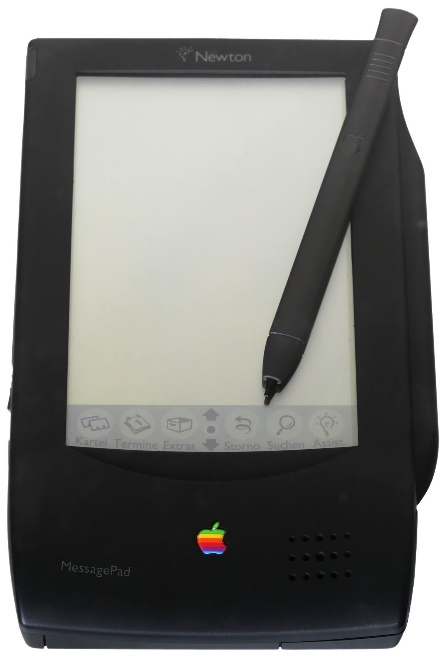 Newton
Kartei Termine Extras Storno Suchen Assist.
MessagePad